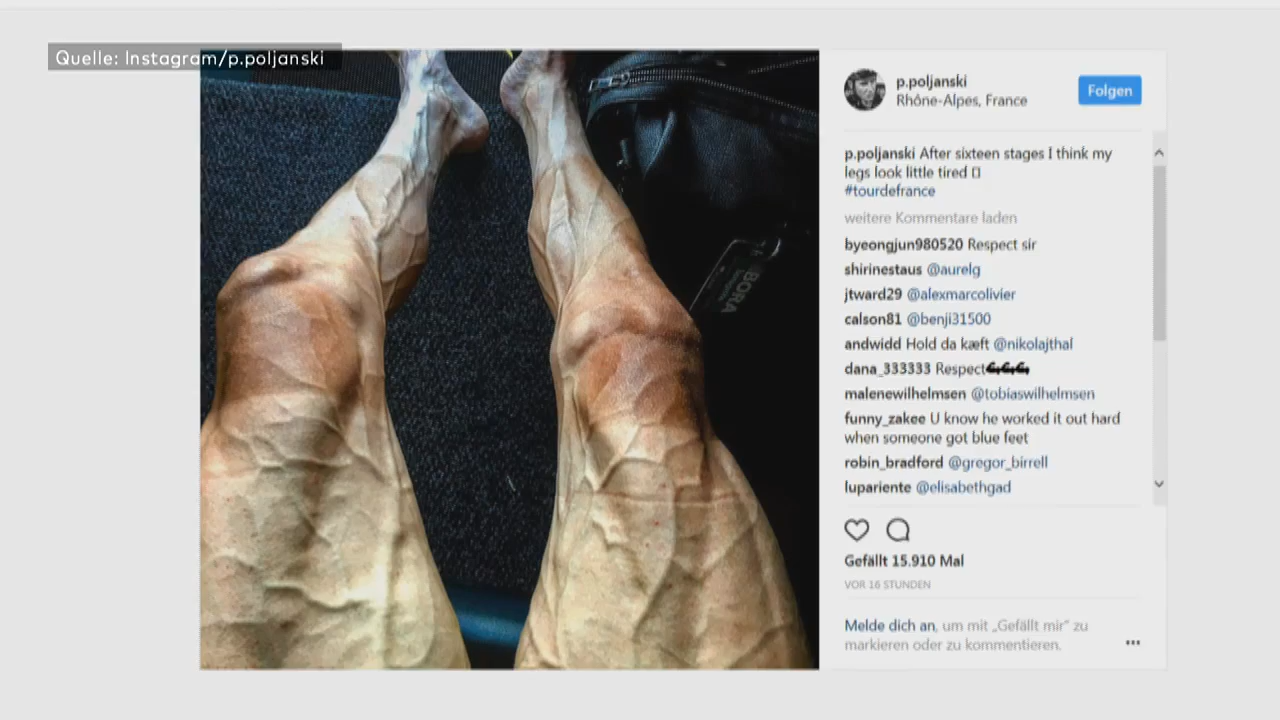 Quelle: Instagram/p.poljanski
BORA
p.poljanski
Rhône-Alpes, France
Folgen
p.poljanski After sixteen stages I think my
legs look little tired
#tourdefrance
weitere Kommentare laden
byeongjun980520 Respect sir
shirinestaus @aurelg
jtward29 @alexmarcolivier
calson81 @benji31500
andwidd Hold da kæft @nikolajthal
dana_333333 Respect
malenewilhelmsen @tobiaswilhelmsen
funny_zakee U know he worked it out hard
when someone got blue feet
robin_bradford @gregor_birrell
lupariente @elisabethgad
Gefällt 15.910 Mal
VOR 16 STUNDEN
Melde dich an, um mit „Gefällt mir“ zu
markieren oder zu kommentieren.